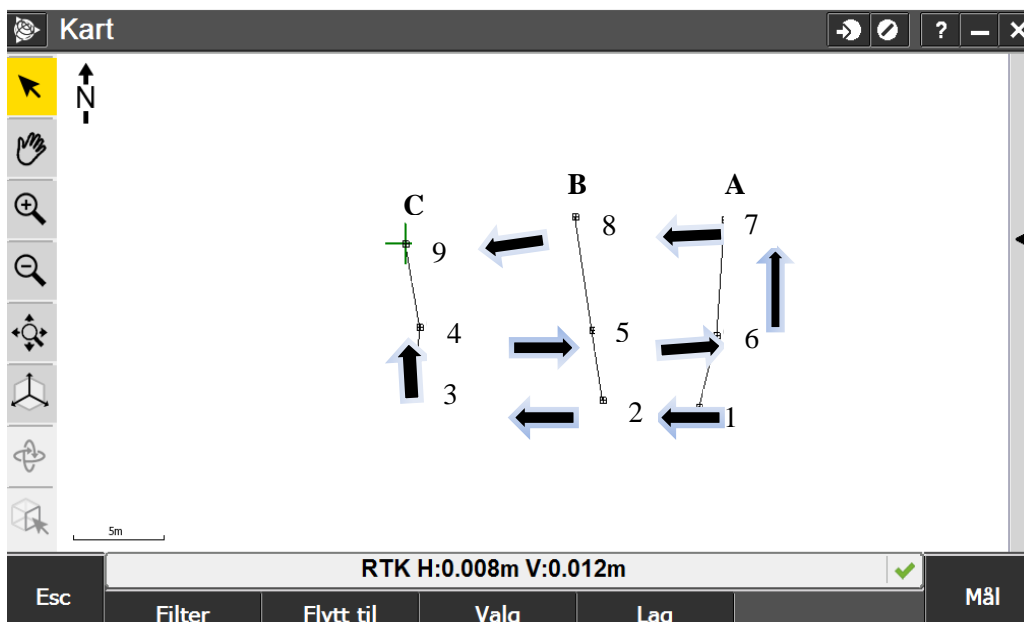 Kart
?
N
B
A
C
8
7
9
4
5
6
3
2
1
5m
RTK H:0.008m V:0.012m
Esc
Mål
Filter
Flytt til
Valg
Lag